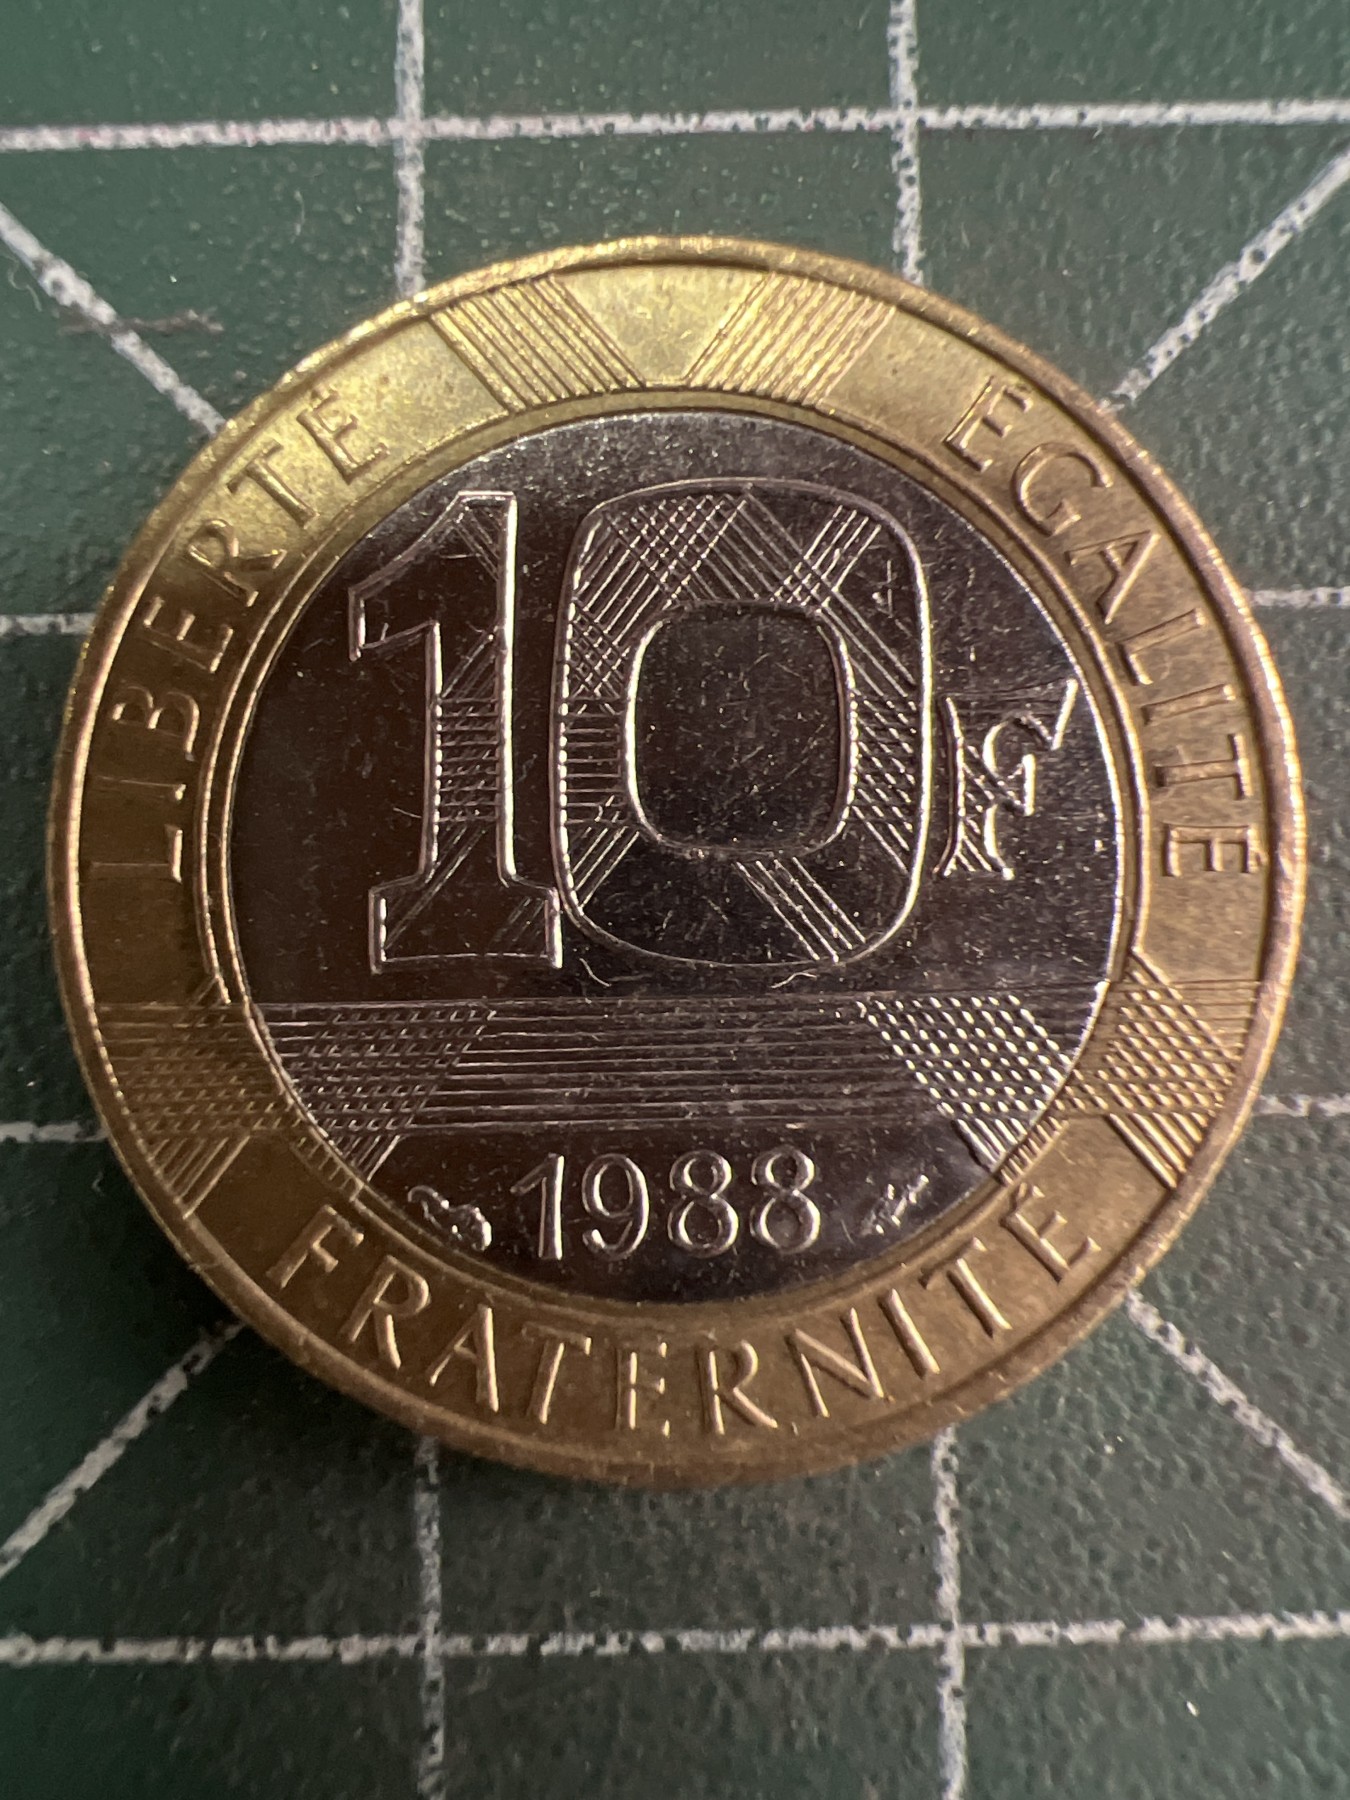 LIBERTÉ
ÉGALITÉ
10 F
1988
FRATERNITÉ